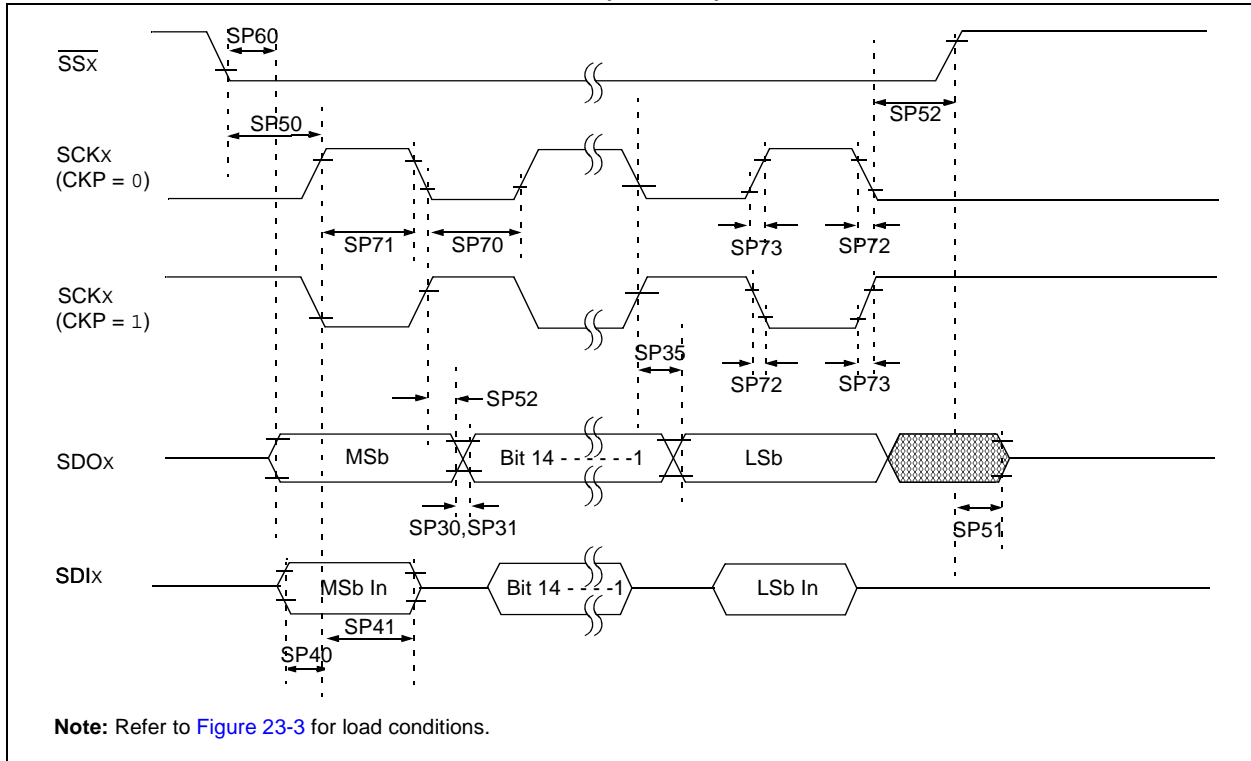 SP60
SSX
SP50
SP52
SCKX
(CKP = 0)
SP71
SP70
SP73
SP72
SCKX
(CKP = 1)
SP35
SP72
SP73
SP52
SDOX
MSb
Bit 14 - - - - - -1
LSb
SP30,SP31
SP51
SDIX
MSb In
Bit 14 - - - -1
LSb In
SP41
SP40
Note: Refer to Figure 23-3 for load conditions.